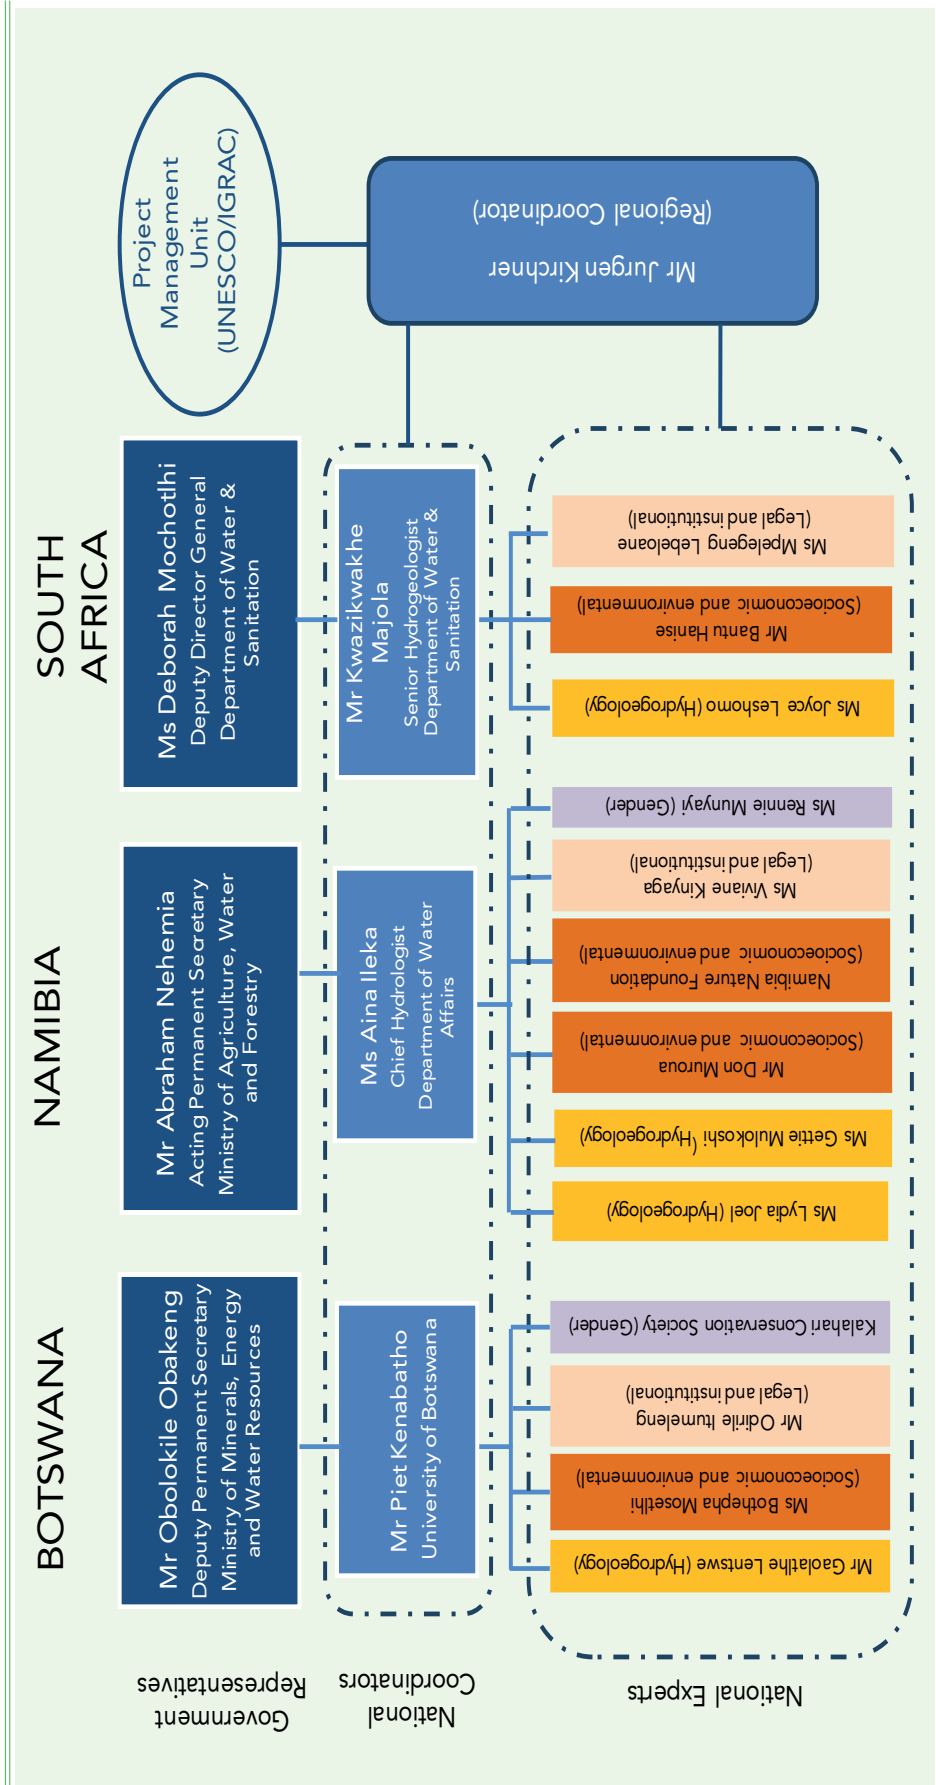 BOTSWANA
NAMIBIA
SOUTH
AFRICA
Government
Representatives
Mr Obolokile Obakeng
Deputy Permanent Secretary
Ministry of Minerals, Energy
and Water Resources
Mr Abraham Nehemia
Acting Permanent Secretary
Ministry of Agriculture, Water
and Forestry
Ms Deborah Mochotlhi
Deputy Director General
Department of Water &
Sanitation
Project
Management
Unit
(UNESCO/IGRAC)
National
Coordinators
Mr Piet Kenabatho
University of Botswana
Ms Aina Ileka
Chief Hydrologist
Department of Water
Affairs
Mr Kwazikwakhe
Majola
Senior Hydrogeologist
Department of Water &
Sanitation
Mr Jurgen Kirchner
(Regional Coordinator)
National Experts
Mr Gaolatlhe Lentswe (Hydrogeology)
Ms Bothepha Mosetlhi
(Socioeconomic and environmental)
Mr Odirile Itumeleng
(Legal and institutional)
Kalahari Conservation Society (Gender)
Ms Lydia Joel (Hydrogeology)
Ms Gettie Mulokoshi (Hydrogeology)
Mr Don Muroua
(Socioeconomic and environmental)
Namibia Nature Foundation
(Socioeconomic and environmental)
Ms Viviane Kinyaga
(Legal and institutional)
Ms Rennie Munyayi (Gender)
Ms Joyce Leshomo (Hydrogeology)
Mr Bantu Hanise
(Socioeconomic and environmental)
Ms Mpelegeng Lebeloane
(Legal and institutional)